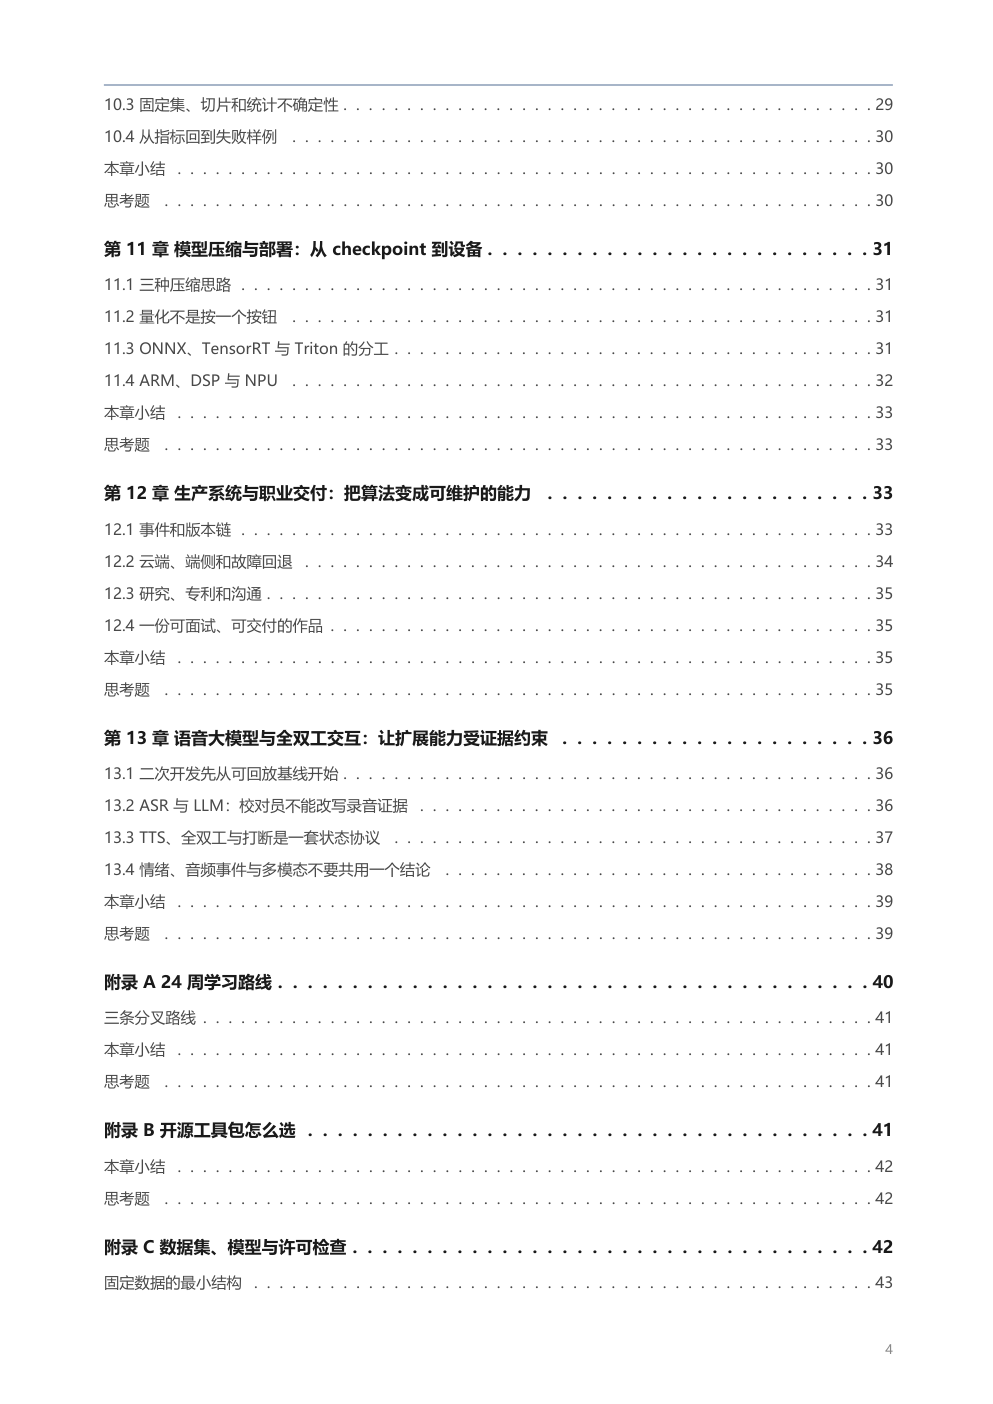 10.3 固定集、切片和统计不确定性 . . . . . . . . . . . . . . . . . . . . . . . . . . . . . . . . . . . . . . . . . . 29
10.4 从指标回到失败样例 . . . . . . . . . . . . . . . . . . . . . . . . . . . . . . . . . . . . . . . . . . . . . . 30
本章小结 . . . . . . . . . . . . . . . . . . . . . . . . . . . . . . . . . . . . . . . . . . . . . . . . . . . . . . . 30
思考题 . . . . . . . . . . . . . . . . . . . . . . . . . . . . . . . . . . . . . . . . . . . . . . . . . . . . . . . . 30
第 11 章 模型压缩与部署：从 checkpoint 到设备 . . . . . . . . . . . . . . . . . . . . . . . . . . 31
11.1 三种压缩思路 . . . . . . . . . . . . . . . . . . . . . . . . . . . . . . . . . . . . . . . . . . . . . . . . . . 31
11.2 量化不是按一个按钮 . . . . . . . . . . . . . . . . . . . . . . . . . . . . . . . . . . . . . . . . . . . . . . 31
11.3 ONNX、TensorRT 与 Triton 的分工 . . . . . . . . . . . . . . . . . . . . . . . . . . . . . . . . . . . . . . 31
11.4 ARM、DSP 与 NPU . . . . . . . . . . . . . . . . . . . . . . . . . . . . . . . . . . . . . . . . . . . . . . 32
本章小结 . . . . . . . . . . . . . . . . . . . . . . . . . . . . . . . . . . . . . . . . . . . . . . . . . . . . . . . 33
思考题 . . . . . . . . . . . . . . . . . . . . . . . . . . . . . . . . . . . . . . . . . . . . . . . . . . . . . . . . 33
第 12 章 生产系统与职业交付：把算法变成可维护的能力 . . . . . . . . . . . . . . . . . . . . . . 33
12.1 事件和版本链 . . . . . . . . . . . . . . . . . . . . . . . . . . . . . . . . . . . . . . . . . . . . . . . . . . 33
12.2 云端、端侧和故障回退 . . . . . . . . . . . . . . . . . . . . . . . . . . . . . . . . . . . . . . . . . . . . . 34
12.3 研究、专利和沟通 . . . . . . . . . . . . . . . . . . . . . . . . . . . . . . . . . . . . . . . . . . . . . . . . 35
12.4 一份可面试、可交付的作品 . . . . . . . . . . . . . . . . . . . . . . . . . . . . . . . . . . . . . . . . . . . 35
本章小结 . . . . . . . . . . . . . . . . . . . . . . . . . . . . . . . . . . . . . . . . . . . . . . . . . . . . . . . 35
思考题 . . . . . . . . . . . . . . . . . . . . . . . . . . . . . . . . . . . . . . . . . . . . . . . . . . . . . . . . 35
第 13 章 语音大模型与全双工交互：让扩展能力受证据约束 . . . . . . . . . . . . . . . . . . . . . 36
13.1 二次开发先从可回放基线开始 . . . . . . . . . . . . . . . . . . . . . . . . . . . . . . . . . . . . . . . . . . 36
13.2 ASR 与 LLM：校对员不能改写录音证据 . . . . . . . . . . . . . . . . . . . . . . . . . . . . . . . . . . . . 36
13.3 TTS、全双工与打断是一套状态协议 . . . . . . . . . . . . . . . . . . . . . . . . . . . . . . . . . . . . . . 37
13.4 情绪、音频事件与多模态不要共用一个结论 . . . . . . . . . . . . . . . . . . . . . . . . . . . . . . . . . . 38
本章小结 . . . . . . . . . . . . . . . . . . . . . . . . . . . . . . . . . . . . . . . . . . . . . . . . . . . . . . . 39
思考题 . . . . . . . . . . . . . . . . . . . . . . . . . . . . . . . . . . . . . . . . . . . . . . . . . . . . . . . . 39
附录 A 24 周学习路线 . . . . . . . . . . . . . . . . . . . . . . . . . . . . . . . . . . . . . . . . 40
三条分叉路线 . . . . . . . . . . . . . . . . . . . . . . . . . . . . . . . . . . . . . . . . . . . . . . . . . . . . . 41
本章小结 . . . . . . . . . . . . . . . . . . . . . . . . . . . . . . . . . . . . . . . . . . . . . . . . . . . . . . . 41
思考题 . . . . . . . . . . . . . . . . . . . . . . . . . . . . . . . . . . . . . . . . . . . . . . . . . . . . . . . . 41
附录 B 开源工具包怎么选 . . . . . . . . . . . . . . . . . . . . . . . . . . . . . . . . . . . . . . 41
本章小结 . . . . . . . . . . . . . . . . . . . . . . . . . . . . . . . . . . . . . . . . . . . . . . . . . . . . . . . 42
思考题 . . . . . . . . . . . . . . . . . . . . . . . . . . . . . . . . . . . . . . . . . . . . . . . . . . . . . . . . 42
附录 C 数据集、模型与许可检查 . . . . . . . . . . . . . . . . . . . . . . . . . . . . . . . . . . . 42
固定数据的最小结构 . . . . . . . . . . . . . . . . . . . . . . . . . . . . . . . . . . . . . . . . . . . . . . . . . 43
4